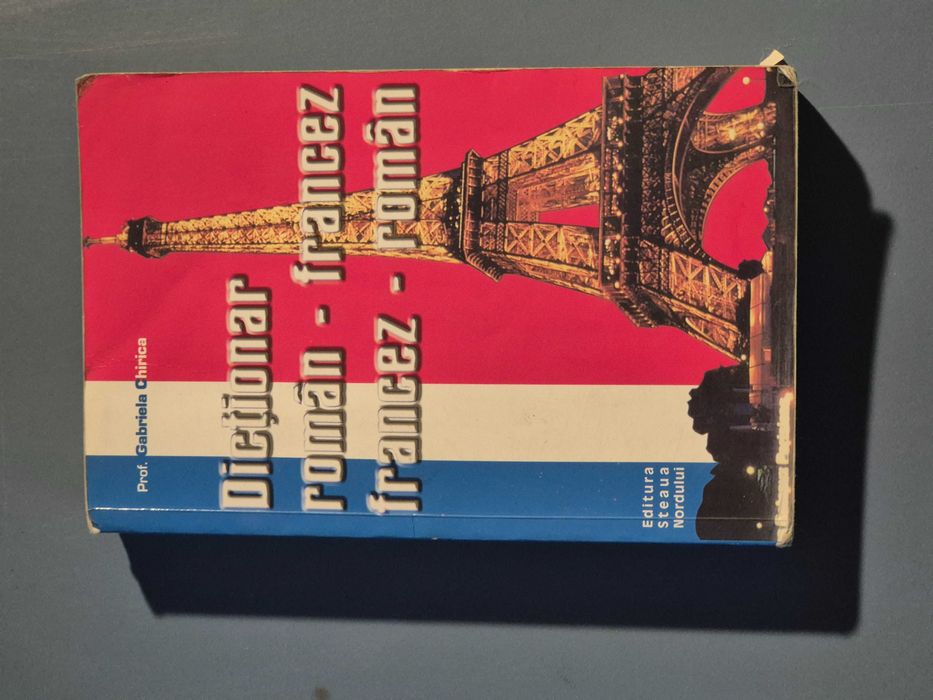 Prof. Gabriela Chirica
Dicționar
român - francez
francez - român
Editura
Steaua
Nordului